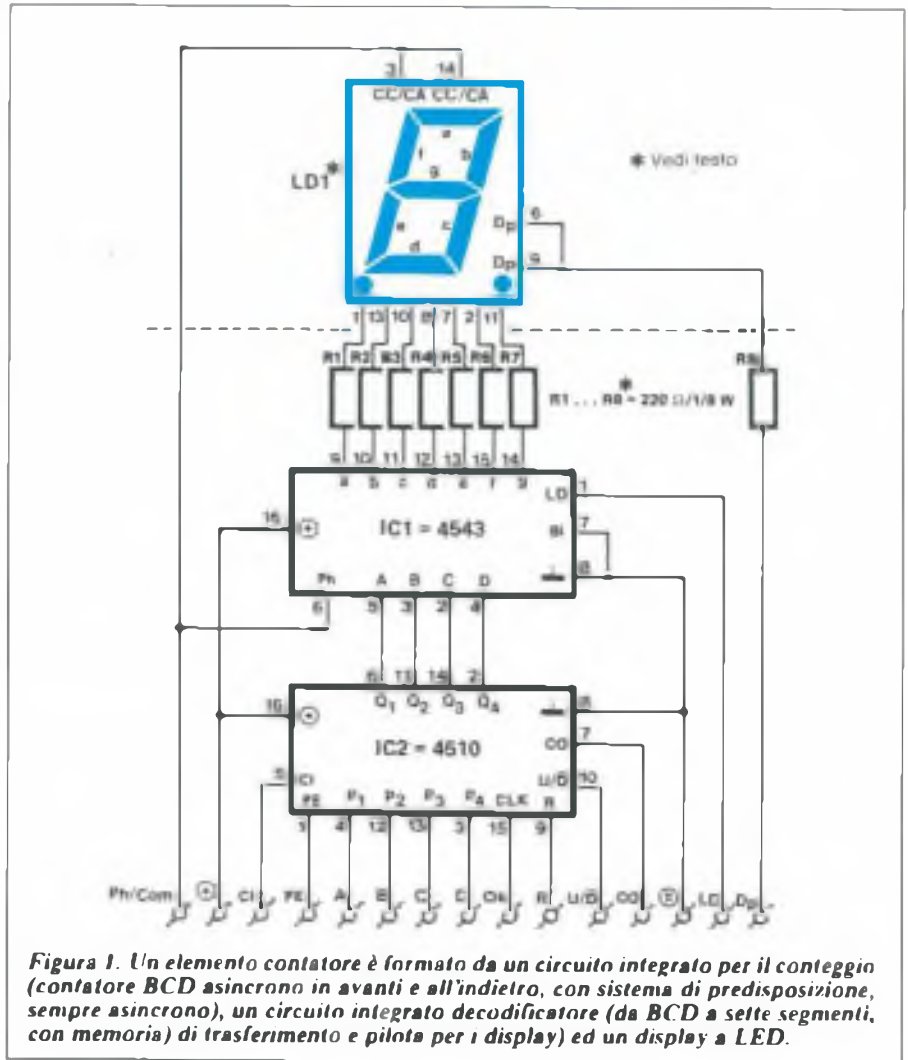 3 14
CC/CA CC/CA
a
f b
g
e c
d
LD1*
* Vedi testo
Dp 6
Dp 9
1 13 10 8 7 2 11
R1 R2 R3 R4 R5 R6 R7
R8
*
R1 . . . R8 = 220 Ω/1/8 W
9 10 11 12 13 15 14
a b c d e f g
LD 1
16 +
IC1 = 4543
BI 7
8
Ph A B C D
6 5 3 2 4
6 11 14 2
Q1 Q2 Q3 Q4
16 +
8
IC2 = 4510
CO 7
5 CI
U/D 10
PE P1 P2 P3 P4 CLK R
1 4 12 13 3 15 9
Ph/Com + CI PE A B C D R U/D CO LD Dp
Figura 1. Un elemento contatore è formato da un circuito integrato per il conteggio
(contatore BCD asincrono in avanti e all'indietro, con sistema di predisposizione,
sempre asincrono), un circuito integrato decodificatore (da BCD a sette segmenti,
con memoria) di trasferimento e pilota per i display) ed un display a LED.